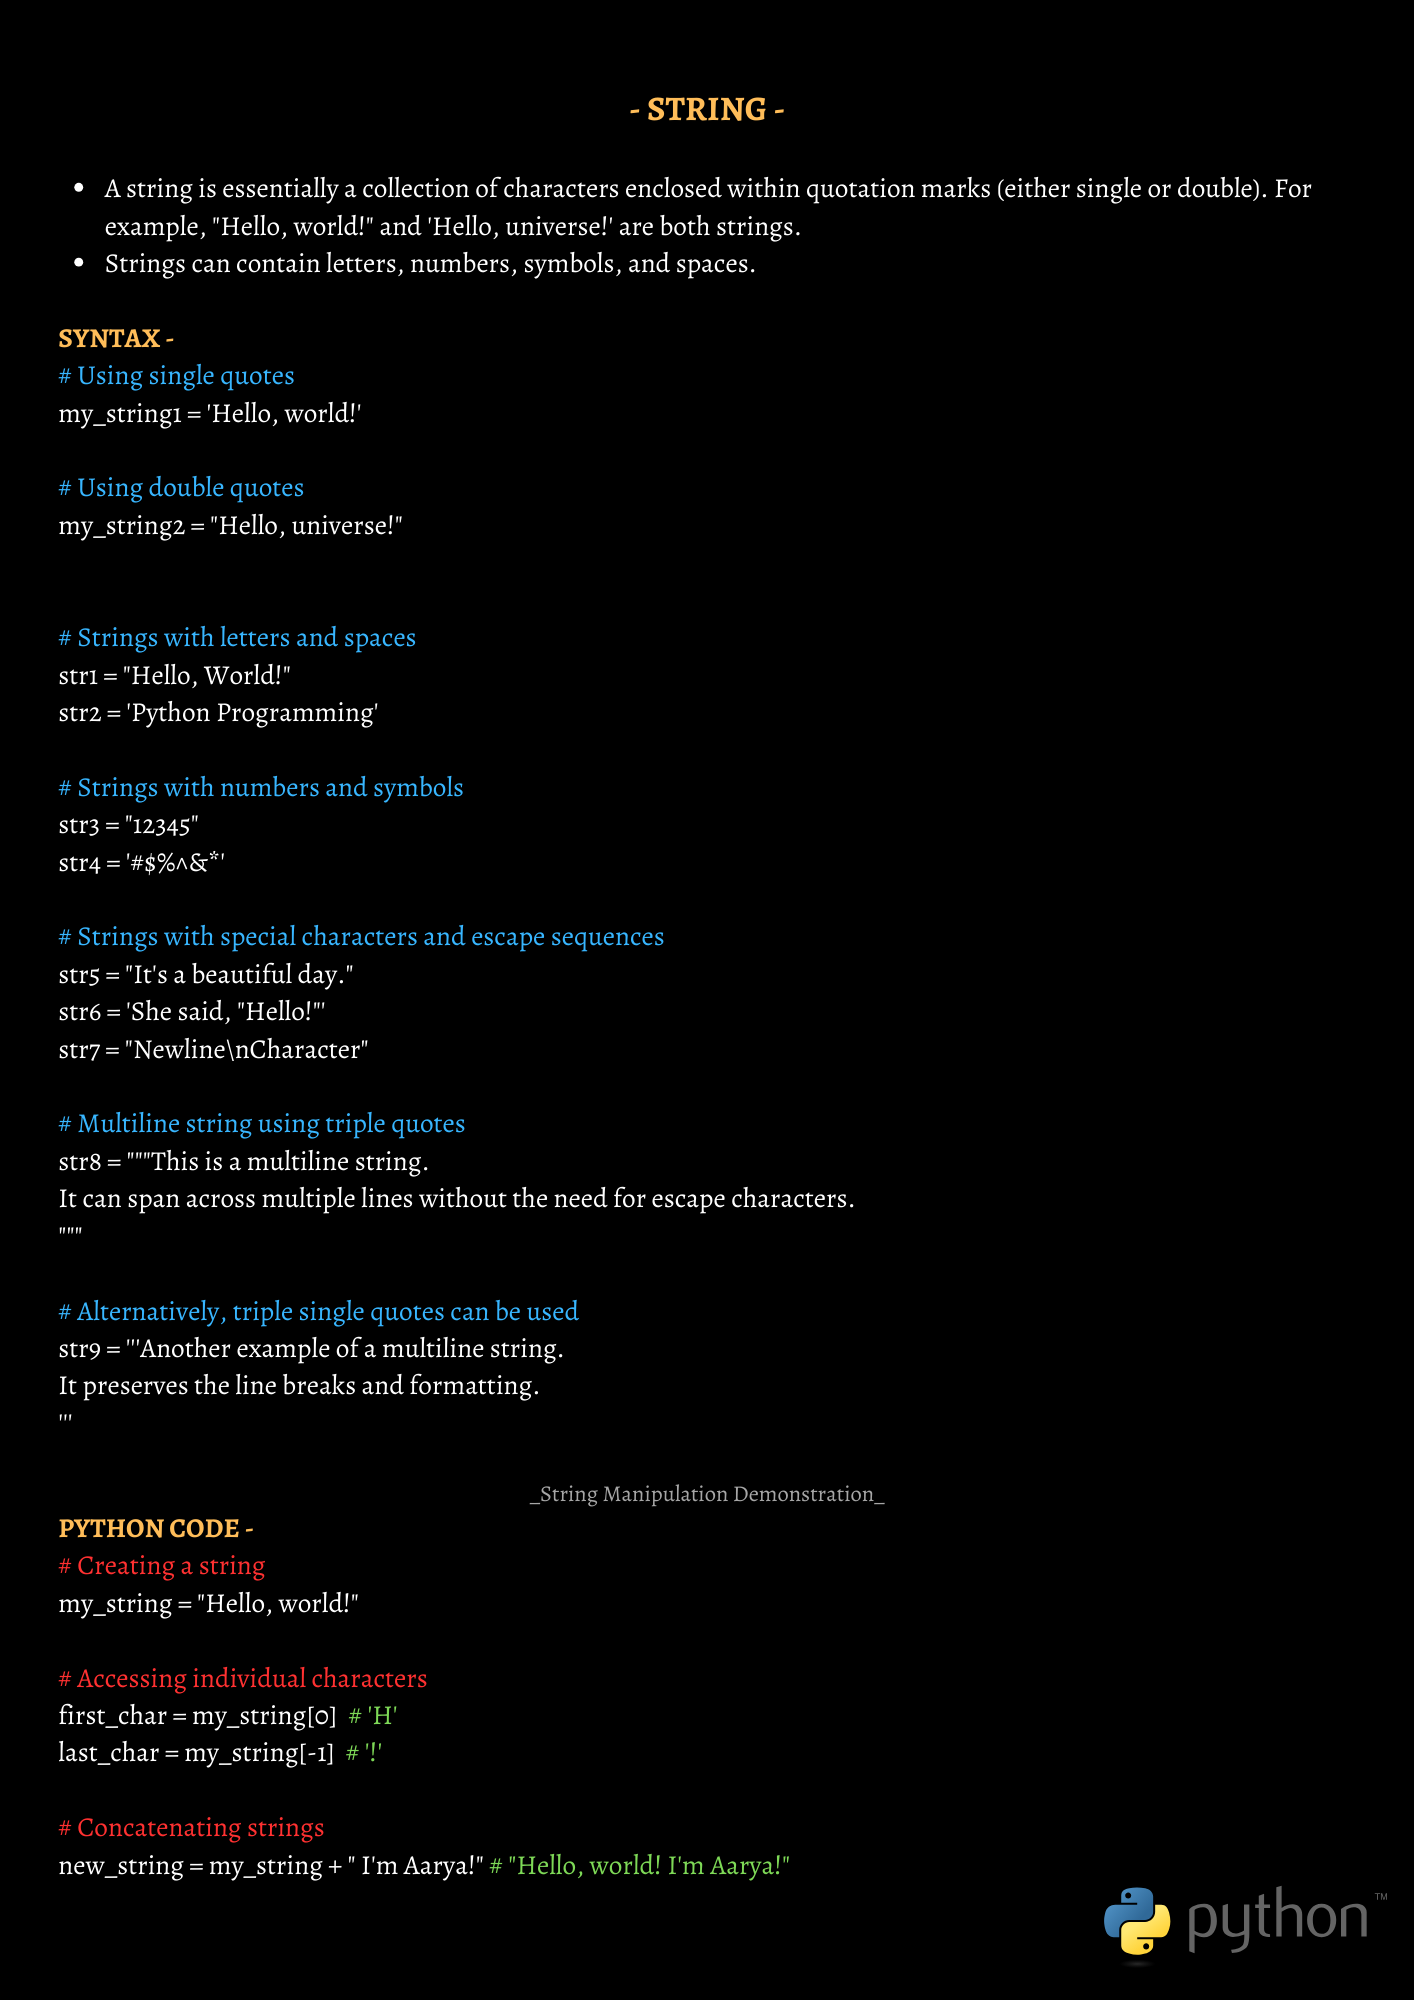 - STRING -
• A string is essentially a collection of characters enclosed within quotation marks (either single or double). For
example, "Hello, world!" and 'Hello, universe!' are both strings.
• Strings can contain letters, numbers, symbols, and spaces.
SYNTAX -
# Using single quotes
my_string1 = 'Hello, world!'
# Using double quotes
my_string2 = "Hello, universe!"
# Strings with letters and spaces
str1 = "Hello, World!"
str2 = 'Python Programming'
# Strings with numbers and symbols
str3 = "12345"
str4 = '#$%^&*'
# Strings with special characters and escape sequences
str5 = "It's a beautiful day."
str6 = 'She said, "Hello!"'
str7 = "Newline\nCharacter"
# Multiline string using triple quotes
str8 = """This is a multiline string.
It can span across multiple lines without the need for escape characters.
"""
# Alternatively, triple single quotes can be used
str9 = '''Another example of a multiline string.
It preserves the line breaks and formatting.
'''
_String Manipulation Demonstration_
PYTHON CODE -
# Creating a string
my_string = "Hello, world!"
# Accessing individual characters
first_char = my_string[0]  # 'H'
last_char = my_string[-1]  # '!'
# Concatenating strings
new_string = my_string + " I'm Aarya!" # "Hello, world! I'm Aarya!"
python™